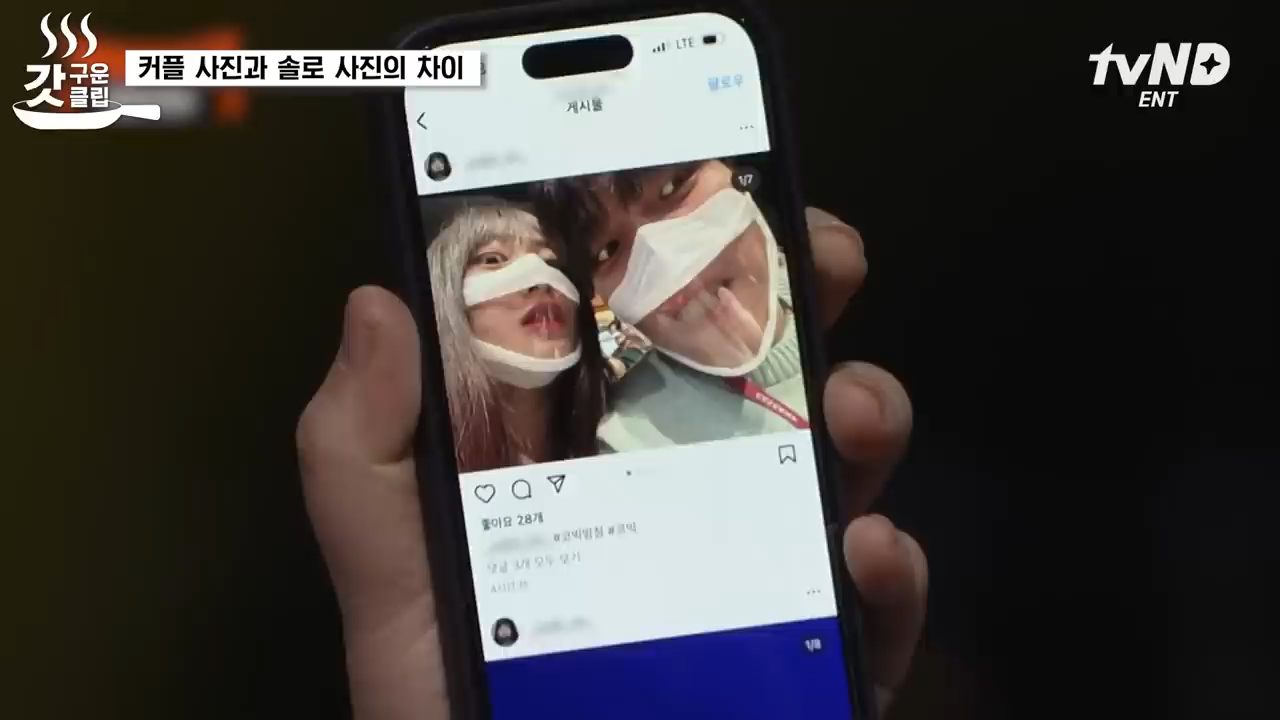 갓구운클립
커플 사진과 솔로 사진의 차이
tvND
ENT
LTE
팔로우
게시물
1/7
좋아요 28개
#코빅방청 #코빅
댓글 3개 모두 보기
1/8